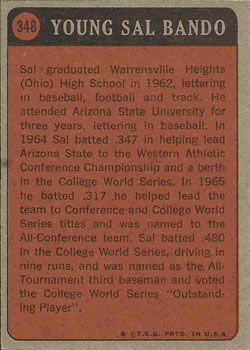 348
YOUNG SAL BANDO
Sal graduated Warrensville Heights
(Ohio) High School in 1962, lettering
in baseball, football and track. He
attended Arizona State University for
three years, lettering in baseball. In
1964 Sal batted .347 in helping lead
Arizona State to the Western Athletic
Conference Championship and a berth
in the College World Series. In 1965
he batted .317 he helped lead the
team to Conference and College World
Series titles and was named to the
All-Conference team. Sal batted .480
in the College World Series, driving in
nine runs, and was named as the All-
Tournament third baseman and voted
the College World Series "Outstand-
ing Player".
© T.C.G. PRTD. IN U.S.A.